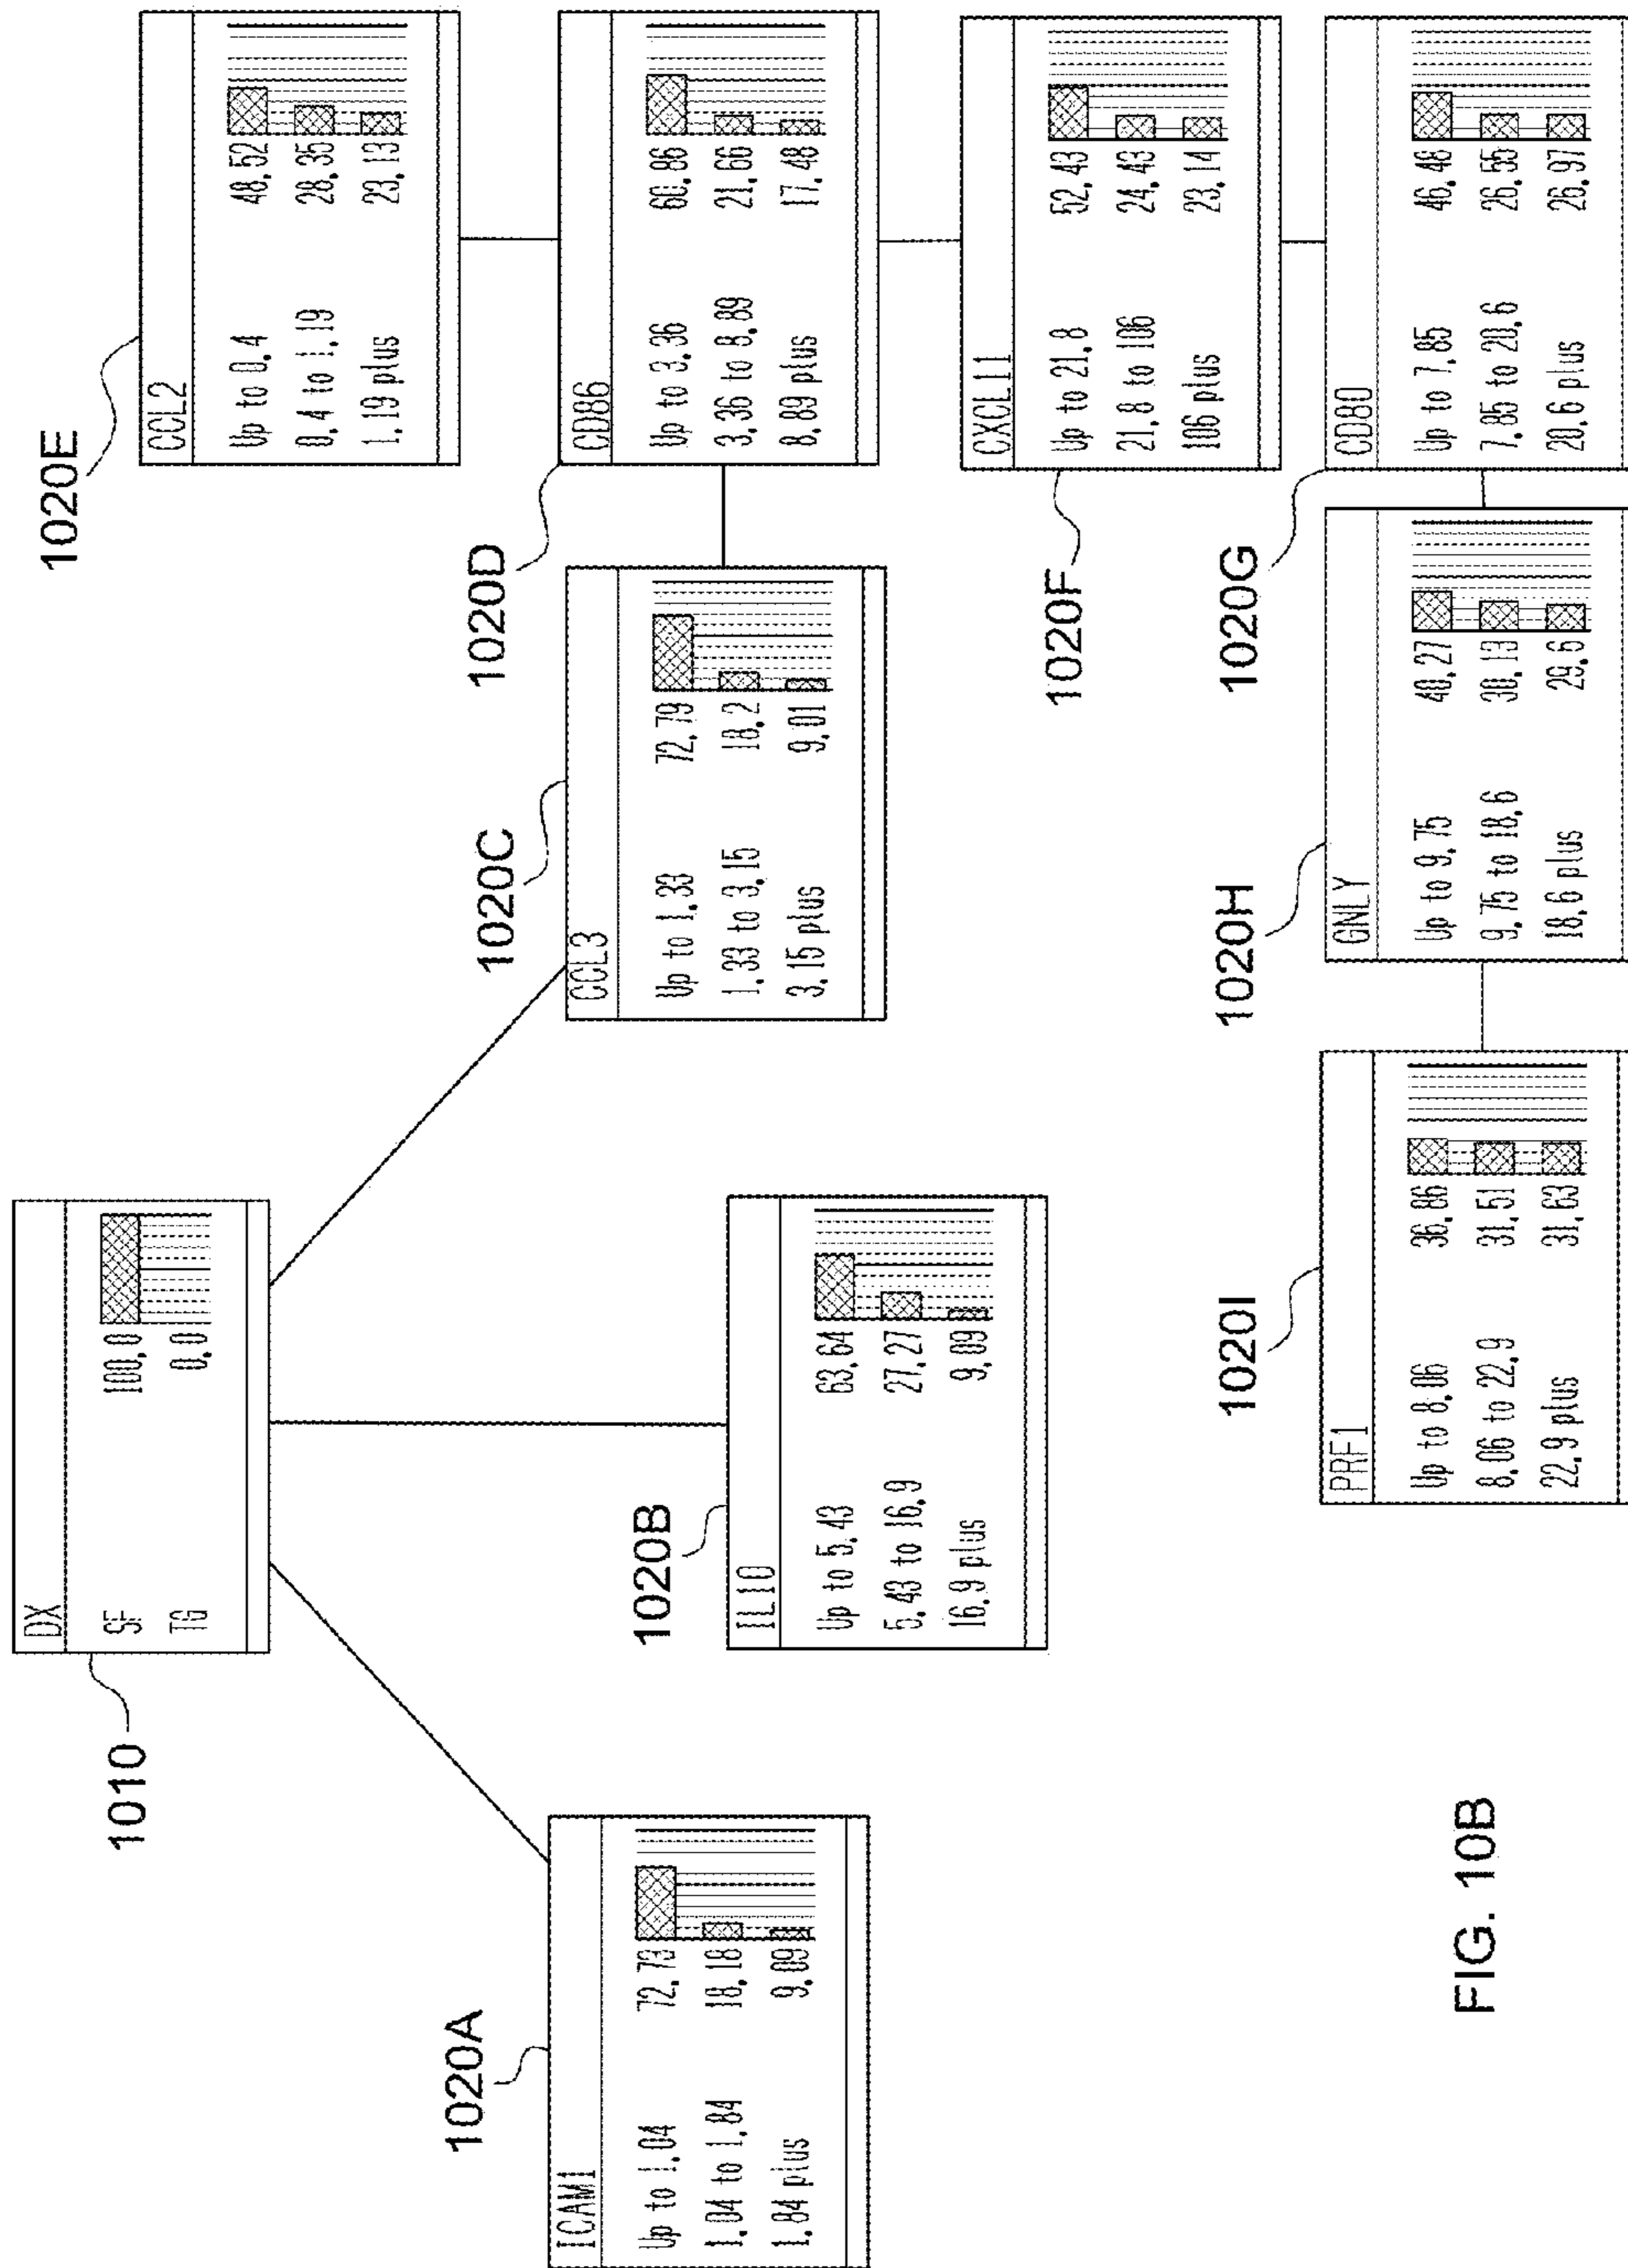 1010
DX
SF 100.0
TG 0.0
1020A
ICAM1
Up to 1.04 72.73
1.04 to 1.84 18.18
1.84 plus 9.09
1020B
IL10
Up to 5.43 63.64
5.43 to 16.9 27.27
16.9 plus 9.09
1020C
CCL3
Up to 1.33 72.79
1.33 to 3.15 18.2
3.15 plus 9.01
1020E
CCL2
Up to 0.4 48.52
0.4 to 1.19 28.35
1.19 plus 23.13
1020D
CD86
Up to 3.36 60.86
3.36 to 8.89 21.66
8.89 plus 17.48
1020F
CXCL11
Up to 21.8 52.43
21.8 to 106 24.43
106 plus 23.14
1020I
PRF1
Up to 8.06 36.86
8.06 to 22.9 31.51
22.9 plus 31.63
1020H
GNLY
Up to 9.75 40.27
9.75 to 18.6 30.13
18.6 plus 29.6
1020G
CD80
Up to 7.85 46.48
7.85 to 20.6 26.55
20.6 plus 26.97
FIG. 10B